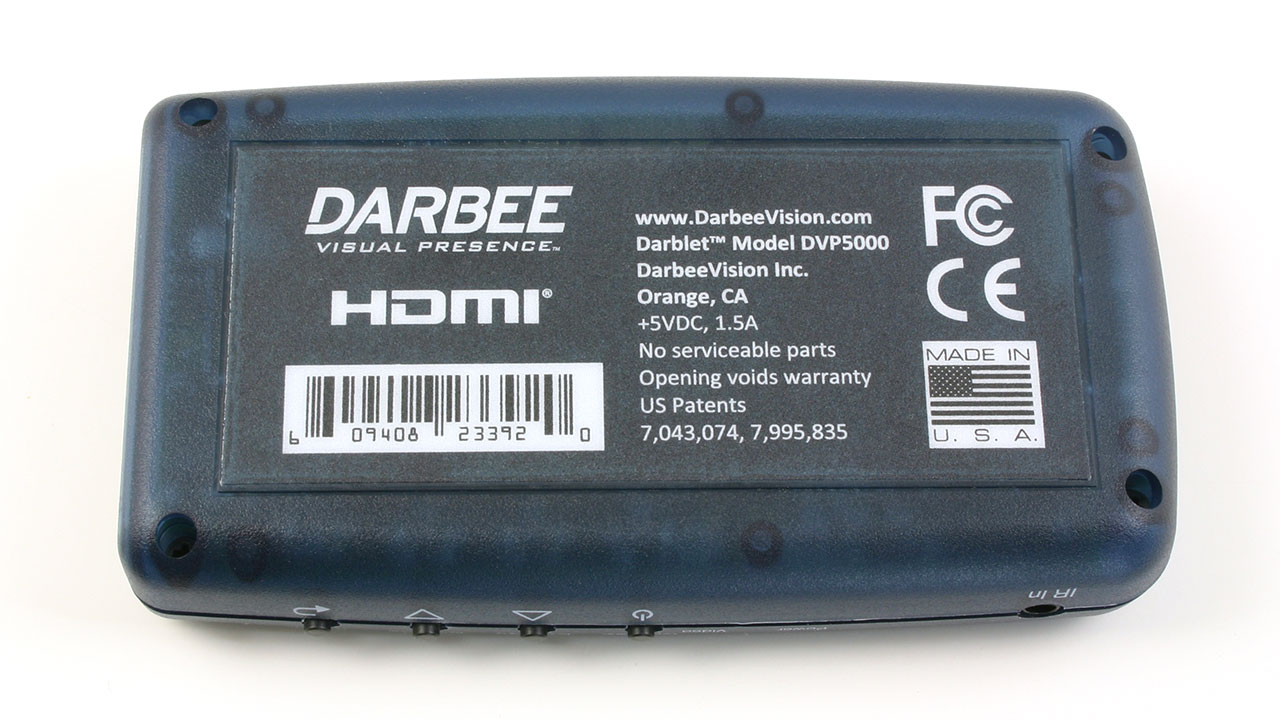 DARBEE
VISUAL PRESENCE™
HDMI®
6 09408 23392 0
www.DarbeeVision.com
Darblet™ Model DVP5000
DarbeeVision Inc.
Orange, CA
+5VDC, 1.5A
No serviceable parts
Opening voids warranty
US Patents
7,043,074, 7,995,835
FC
CE
MADE IN
U. S. A.
IR In
Video
Power